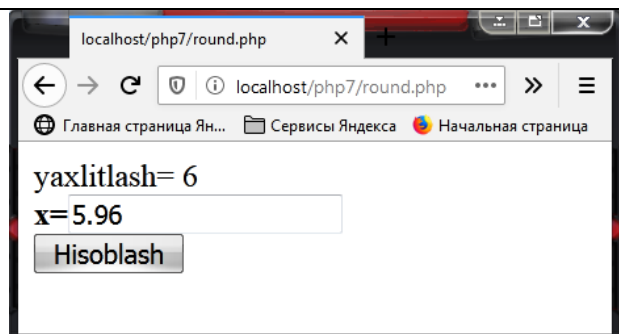 localhost/php7/round.php
localhost/php7/round.php
Главная страница Ян... Сервисы Яндекса Начальная страница
yaxlitlash= 6
x=5.96
Hisoblash